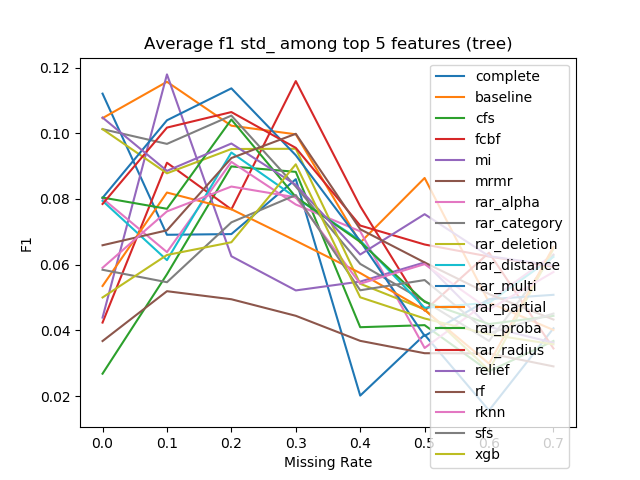 Average f1 std_ among top 5 features (tree)
0.12
0.10
0.08
0.06
0.04
0.02
F1
0.0 0.1 0.2 0.3 0.4 0.5 0.6 0.7
Missing Rate
complete
baseline
cfs
fcbf
mi
mrmr
rar_alpha
rar_category
rar_deletion
rar_distance
rar_multi
rar_partial
rar_proba
rar_radius
relief
rf
rknn
sfs
xgb